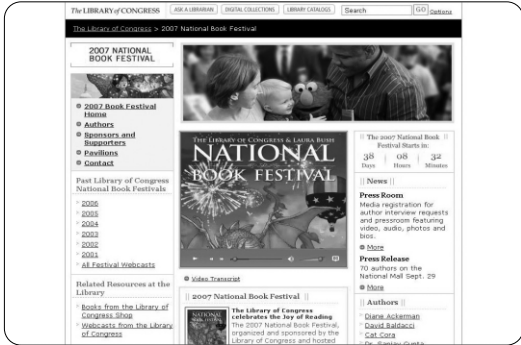 The LIBRARY of CONGRESS
ASK A LIBRARIAN
DIGITAL COLLECTIONS
LIBRARY CATALOGS
Search
GO
Options
The Library of Congress > 2007 National Book Festival
2007 NATIONAL
BOOK FESTIVAL
2007 Book Festival
Home
Authors
Sponsors and
Supporters
Pavilions
Contact
Past Library of Congress
National Book Festivals
2006
2005
2004
2003
2002
2001
All Festival Webcasts
Related Resources at the
Library
Books from the Library of
Congress Shop
Webcasts from the Library
of Congress
THE LIBRARY OF CONGRESS & LAURA BUSH
NATIONAL
BOOK FESTIVAL
Video Transcript
|| 2007 National Book Festival ||
The Library of Congress
celebrates the Joy of Reading
The 2007 National Book Festival,
organized and sponsored by the
Library of Congress and hosted
|| The 2007 National Book ||
Festival Starts in:
38 | 08 | 32
Days Hours Minutes
|| News ||
Press Room
Media registration for
author interview requests
and pressroom featuring
video, audio, photos and
bios.
More
Press Release
70 authors on the
National Mall Sept. 29
More
|| Authors ||
Diane Ackerman
David Baldacci
Cat Cora
Dr. Sanjay Gupta